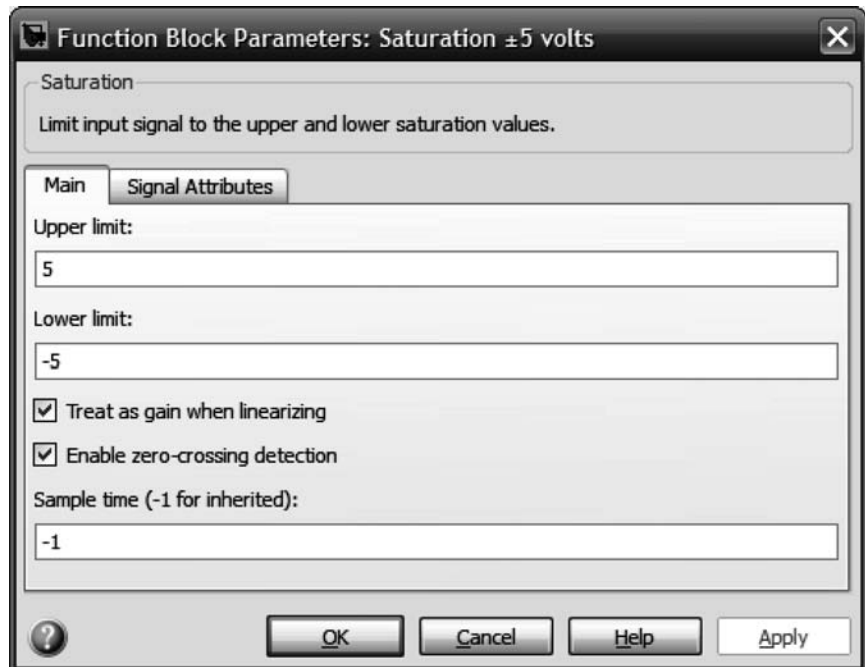 Function Block Parameters: Saturation ±5 volts
Saturation
Limit input signal to the upper and lower saturation values.
Main
Signal Attributes
Upper limit:
5
Lower limit:
-5
Treat as gain when linearizing
Enable zero-crossing detection
Sample time (-1 for inherited):
-1
OK
Cancel
Help
Apply